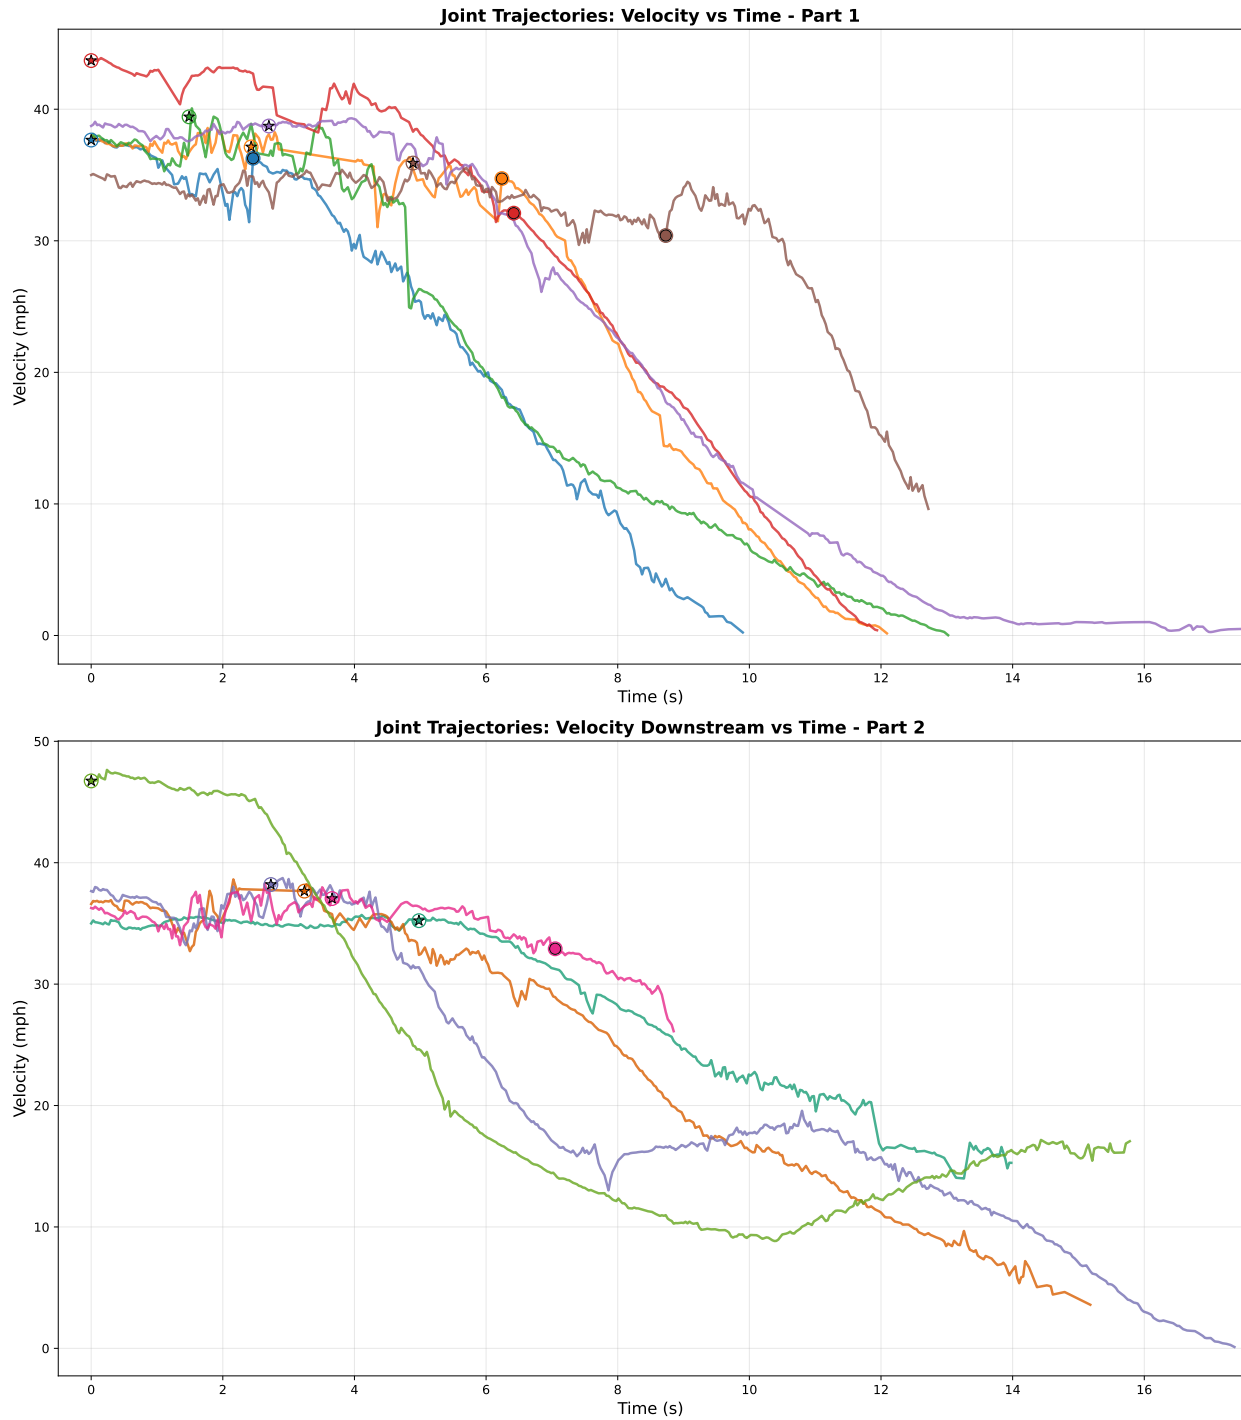 Joint Trajectories: Velocity vs Time - Part 1
40
30
20
10
0
Velocity (mph)
0 2 4 6 8 10 12 14 16
Time (s)
Joint Trajectories: Velocity Downstream vs Time - Part 2
50
40
30
20
10
0
Velocity (mph)
0 2 4 6 8 10 12 14 16
Time (s)